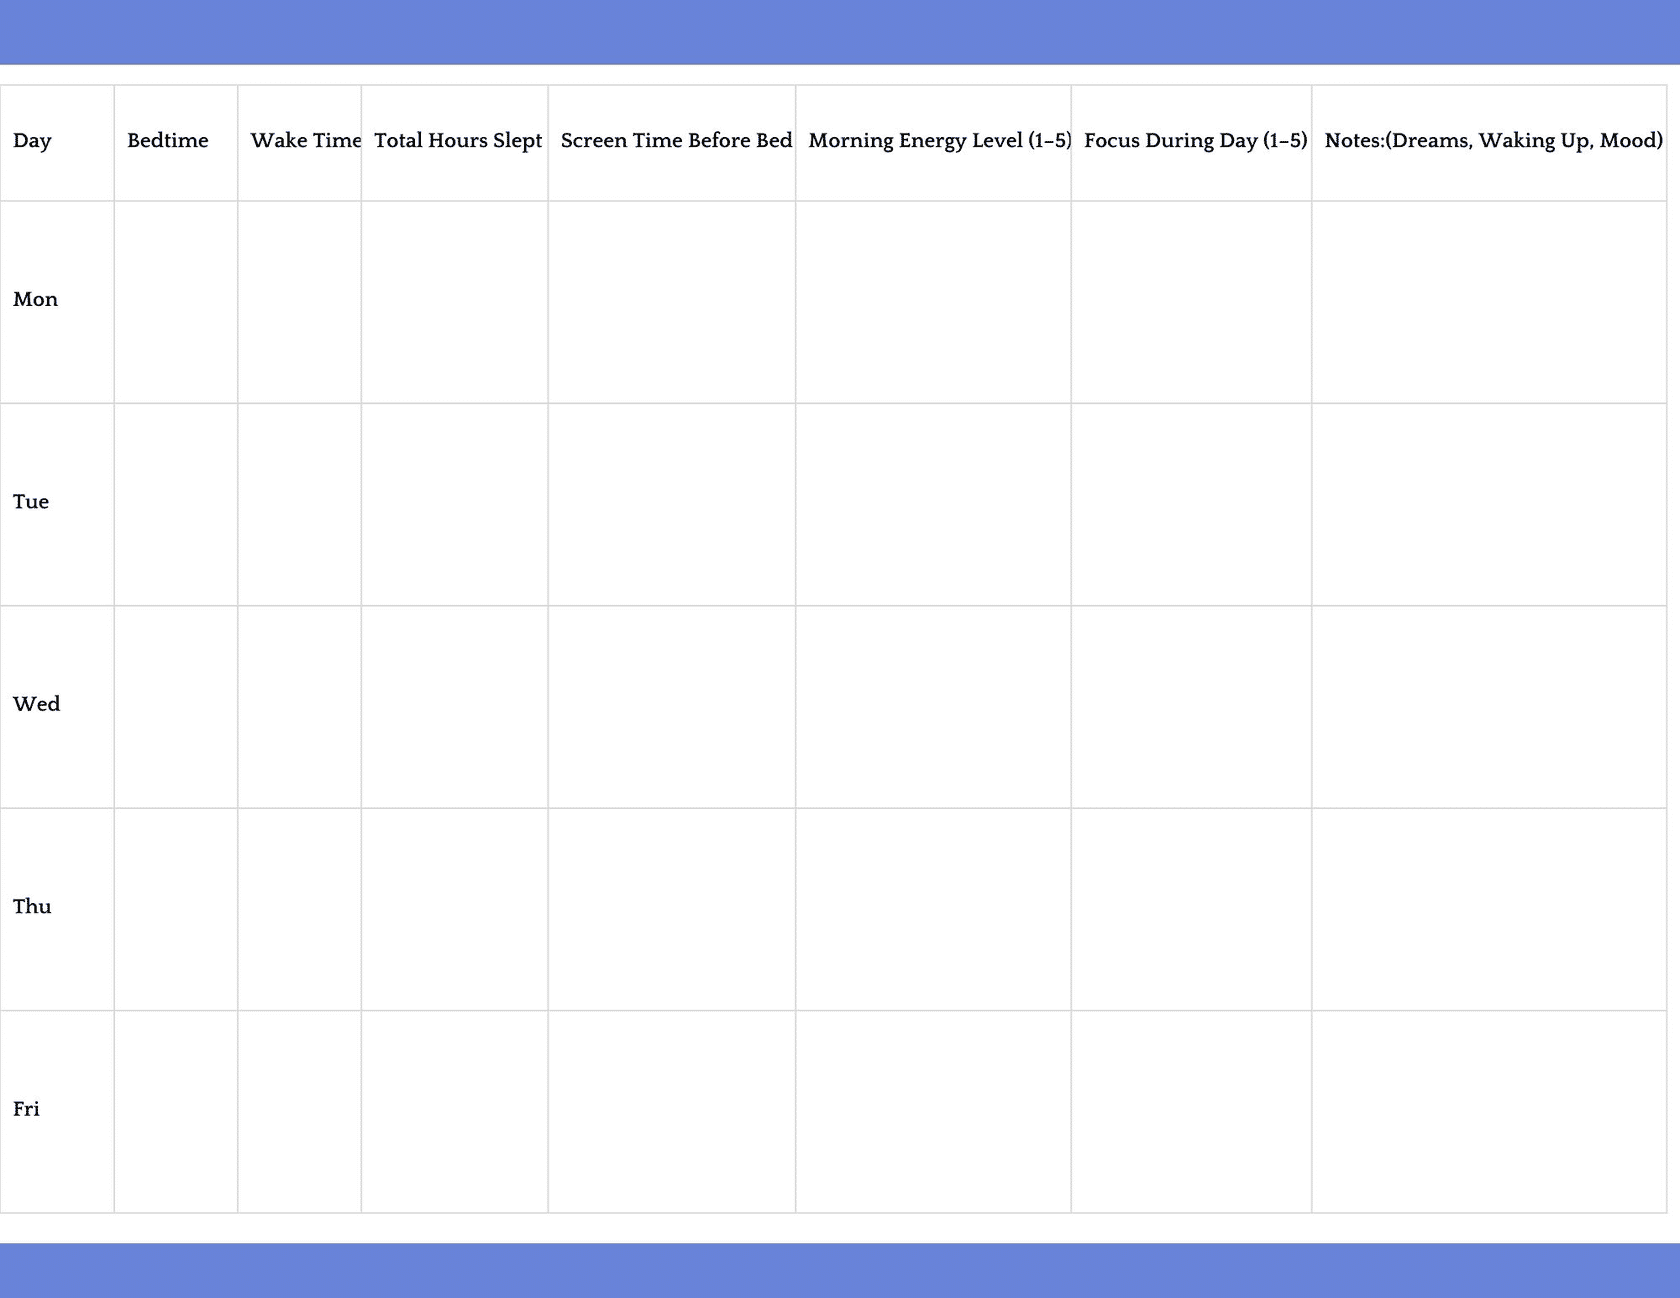 Day Bedtime Wake Time Total Hours Slept Screen Time Before Bed Morning Energy Level (1–5) Focus During Day (1–5) Notes:(Dreams, Waking Up, Mood)
Mon
Tue
Wed
Thu
Fri